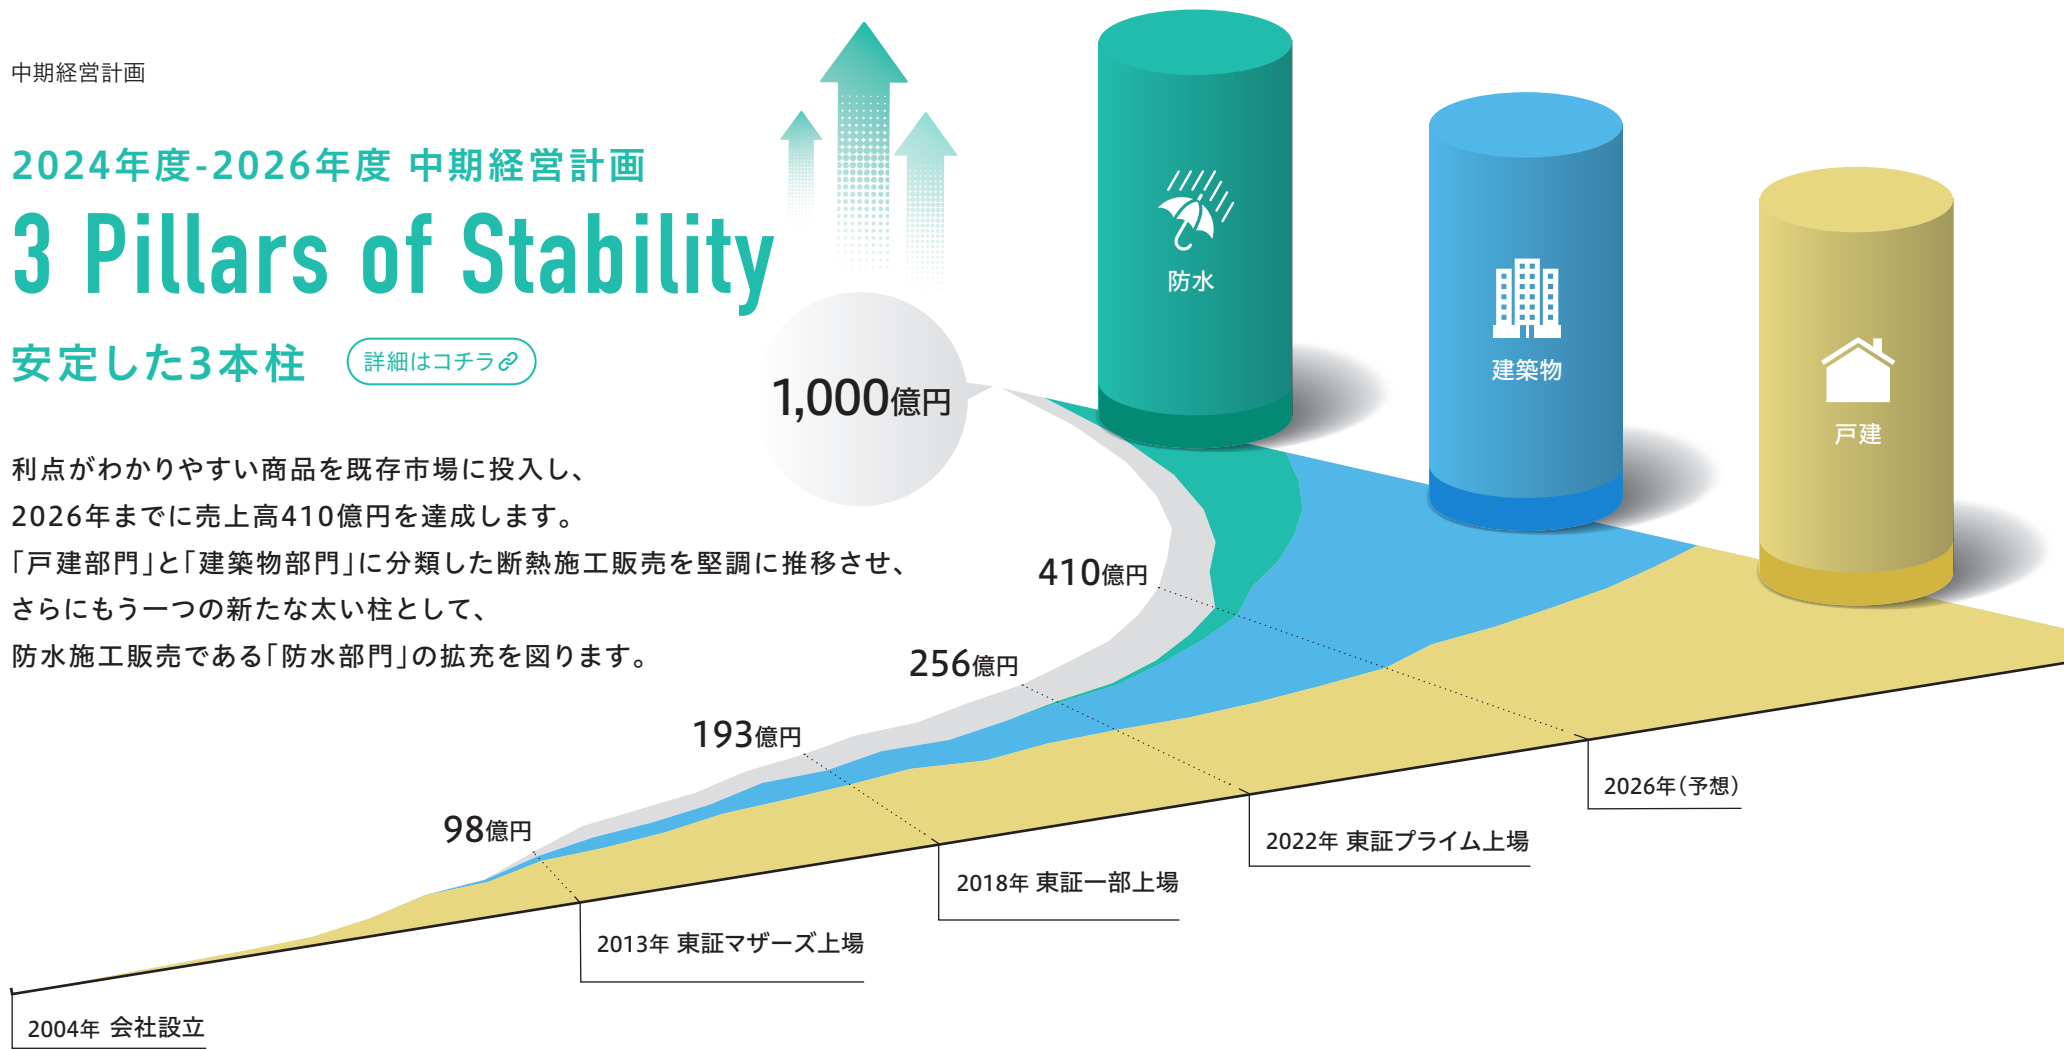 中期経営計画
2024年度-2026年度 中期経営計画
3 Pillars of Stability
安定した3本柱
詳細はコチラ
利点がわかりやすい商品を既存市場に投入し、
2026年までに売上高410億円を達成します。
「戸建部門」と「建築物部門」に分類した断熱施工販売を堅調に推移させ、
さらにもう一つの新たな太い柱として、
防水施工販売である「防水部門」の拡充を図ります。
防水
建築物
戸建
1,000億円
410億円
256億円
193億円
98億円
2026年（予想）
2022年 東証プライム上場
2018年 東証一部上場
2013年 東証マザーズ上場
2004年 会社設立